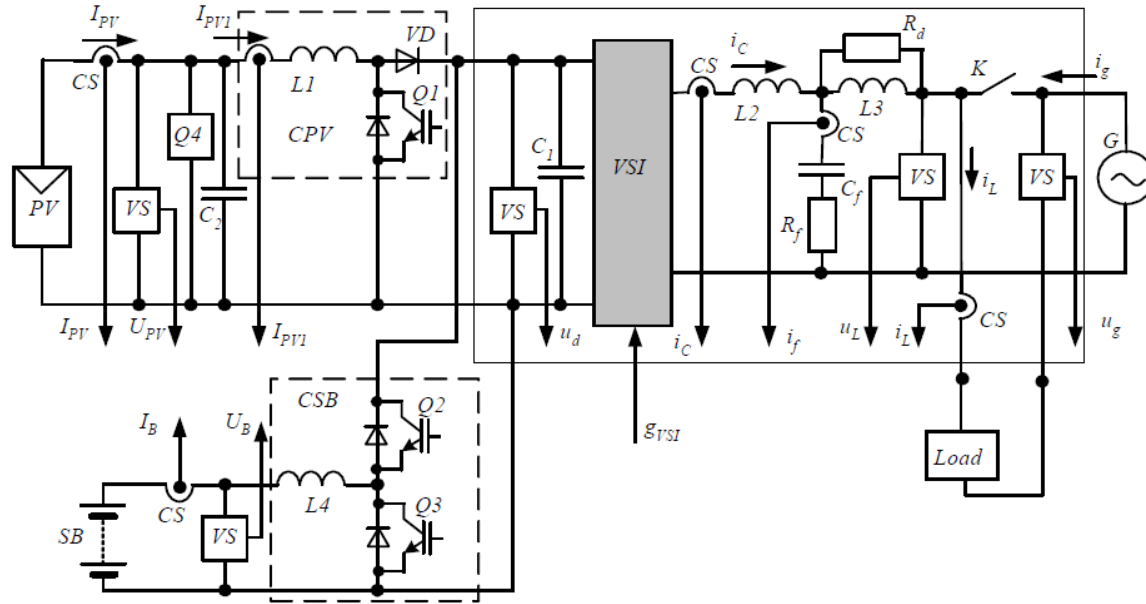 I_PV
I_PV1
VD
R_d
CS
L1
i_C
CS
K
i_g
Q1
L2
L3
Q4
CPV
C_1
VSI
CS
G
PV
VS
C_2
VS
C_f
VS
i_L
VS
R_f
I_PV
U_PV
I_PV1
u_d
i_C
i_f
u_L
i_L
CS
u_g
CSB
Q2
I_B
U_B
g_VSI
Load
L4
Q3
CS
SB
VS